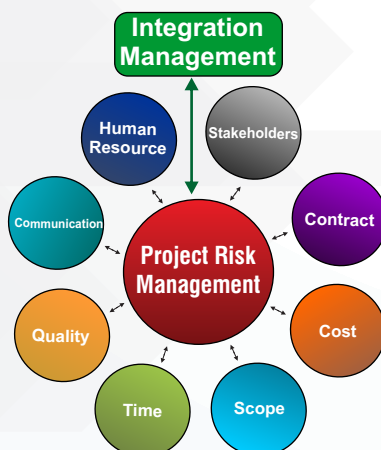 Integration
Management
Human
Resource
Stakeholders
Communication
Contract
Project Risk
Management
Quality
Cost
Time
Scope